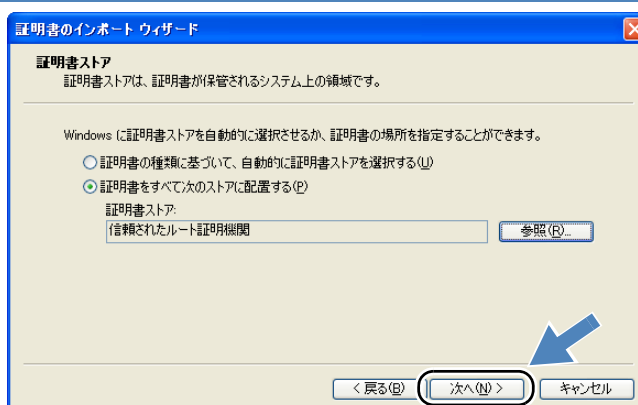 証明書のインポート ウィザード
証明書ストア
証明書ストアは、証明書が保管されるシステム上の領域です。
Windows に証明書ストアを自動的に選択させるか、証明書の場所を指定することができます。
証明書の種類に基づいて、自動的に証明書ストアを選択する(U)
証明書をすべて次のストアに配置する(P)
証明書ストア:
信頼されたルート証明機関
参照(R)...
< 戻る(B)
次へ(N) >
キャンセル